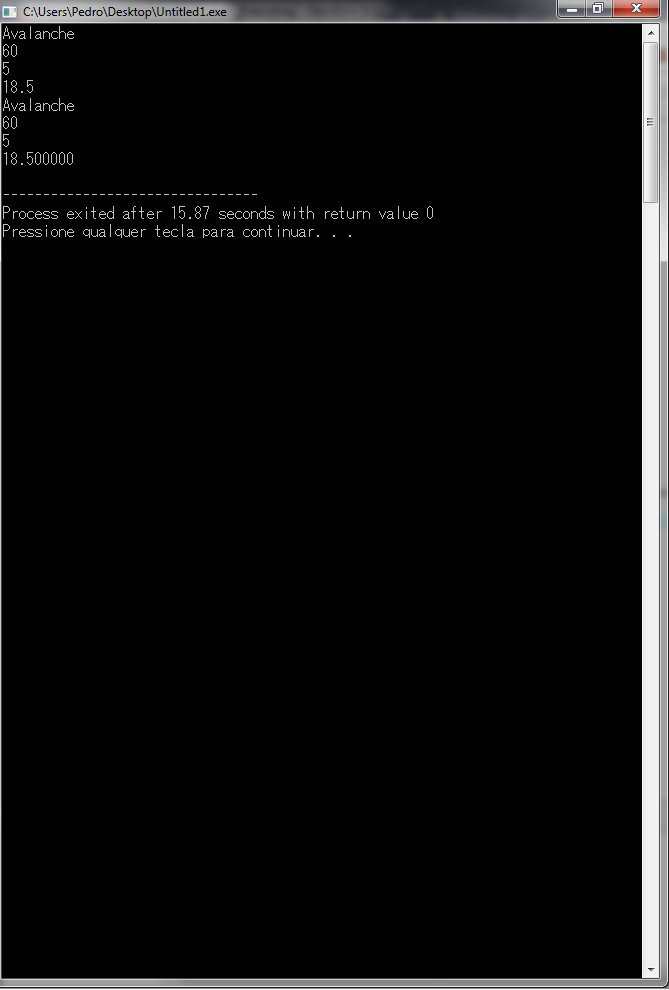 C:\Users\Pedro\Desktop\Untitled1.exe
Avalanche
60
5
18.5
Avalanche
60
5
18.500000
--------------------------------
Process exited after 15.87 seconds with return value 0
Pressione qualquer tecla para continuar. . .